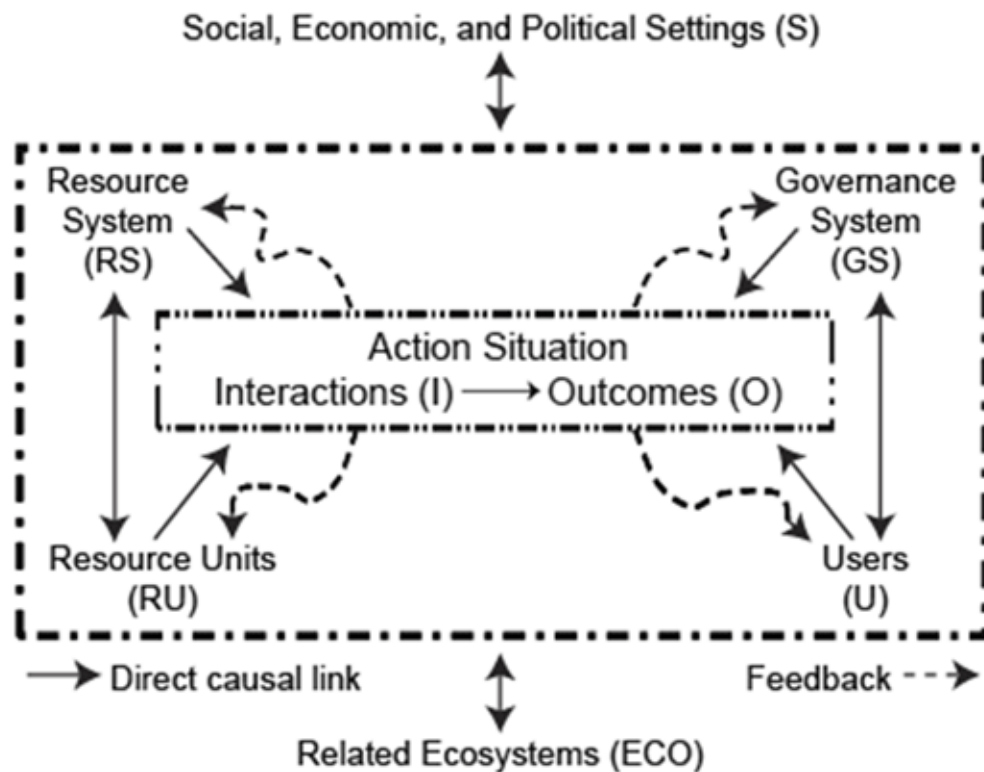 Social, Economic, and Political Settings (S)
Resource
System
(RS)
Governance
System
(GS)
Action Situation
Interactions (I)
Outcomes (O)
Resource Units
(RU)
Users
(U)
Direct causal link
Feedback
Related Ecosystems (ECO)